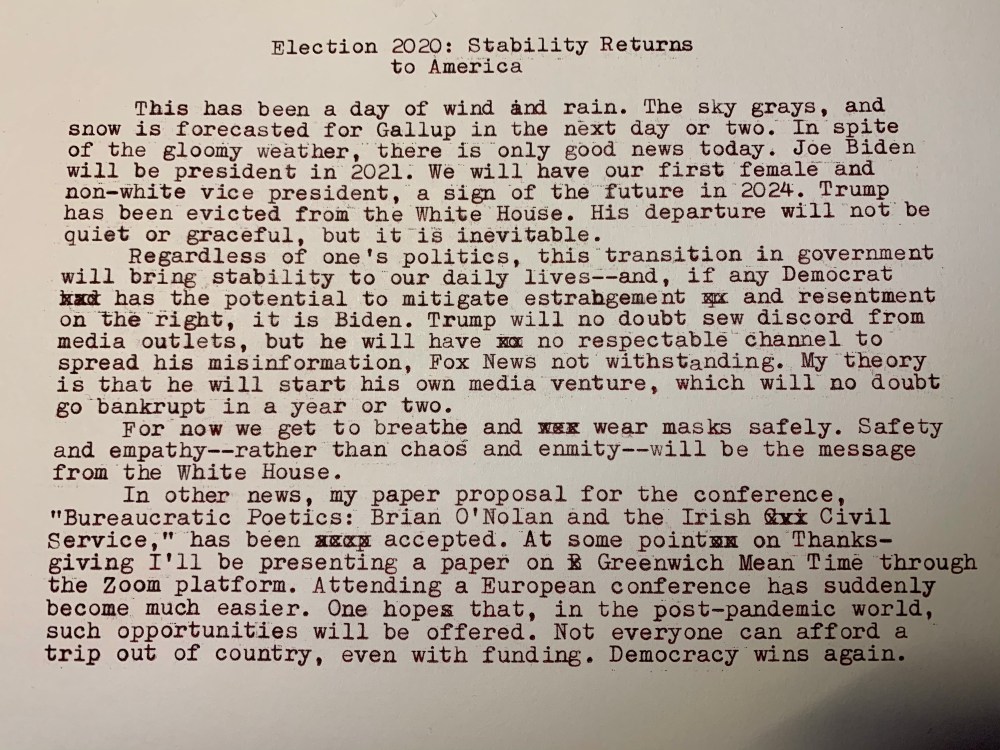 Election 2020: Stability Returns
to America
This has been a day of wind and rain. The sky grays, and
snow is forecasted for Gallup in the next day or two. In spite
of the gloomy weather, there is only good news today. Joe Biden
will be president in 2021. We will have our first female and
non-white vice president, a sign of the future in 2024. Trump
has been evicted from the White House. His departure will not be
quiet or graceful, but it is inevitable.
Regardless of one's politics, this transition in government
will bring stability to our daily lives--and, if any Democrat
has the potential to mitigate estrangement and resentment
on the right, it is Biden. Trump will no doubt sew discord from
media outlets, but he will have no respectable channel to
spread his misinformation, Fox News not withstanding. My theory
is that he will start his own media venture, which will no doubt
go bankrupt in a year or two.
For now we get to breathe and wear masks safely. Safety
and empathy--rather than chaos and enmity--will be the message
from the White House.
In other news, my paper proposal for the conference,
"Bureaucratic Poetics: Brian O'Nolan and the Irish Civil
Service," has been accepted. At some point on Thanks-
giving I'll be presenting a paper on Greenwich Mean Time through
the Zoom platform. Attending a European conference has suddenly
become much easier. One hopes that, in the post-pandemic world,
such opportunities will be offered. Not everyone can afford a
trip out of country, even with funding. Democracy wins again.